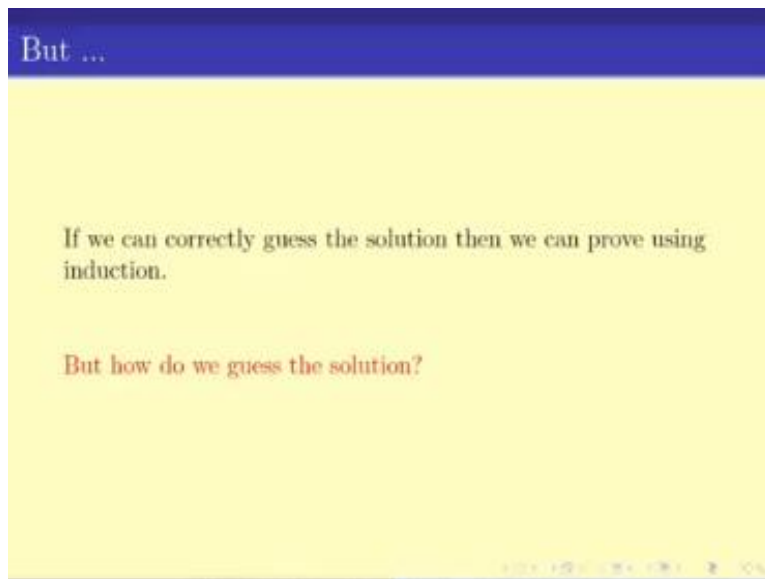 But ...
If we can correctly guess the solution then we can prove using
induction.
But how do we guess the solution?